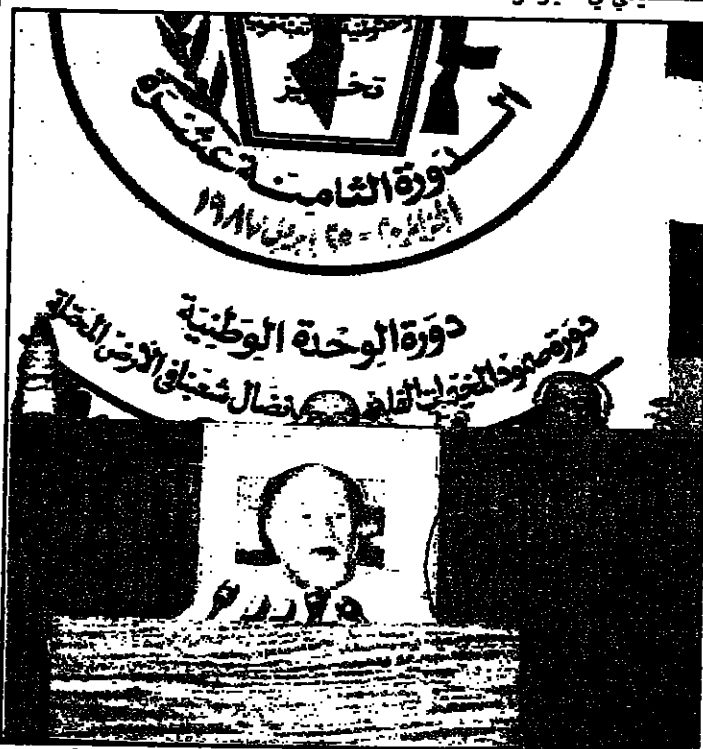 تحرير
الدورة الثامنة عشرة
الجزائر ٢٠ - ٢٥ ابريل ١٩٨٧
دورة الوحدة الوطنية
دورة صمود المخيمات نضال شعبنا في الأرض المحتلة